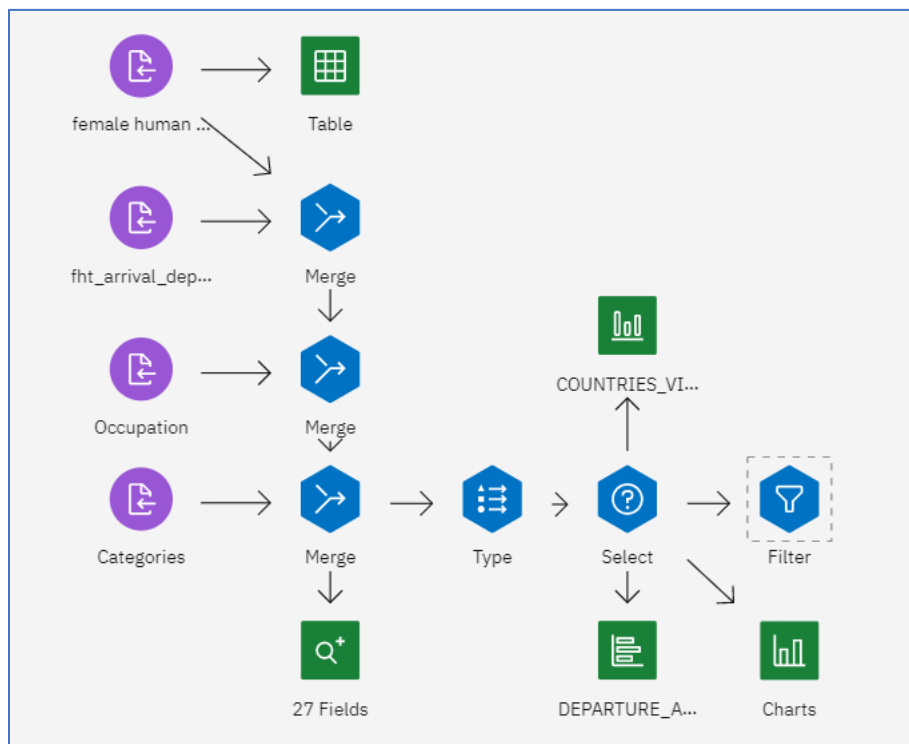 female human ...
Table
fht_arrival_dep...
Merge
COUNTRIES_VI...
Occupation
Merge
Categories
Merge
Type
Select
Filter
27 Fields
DEPARTURE_A...
Charts